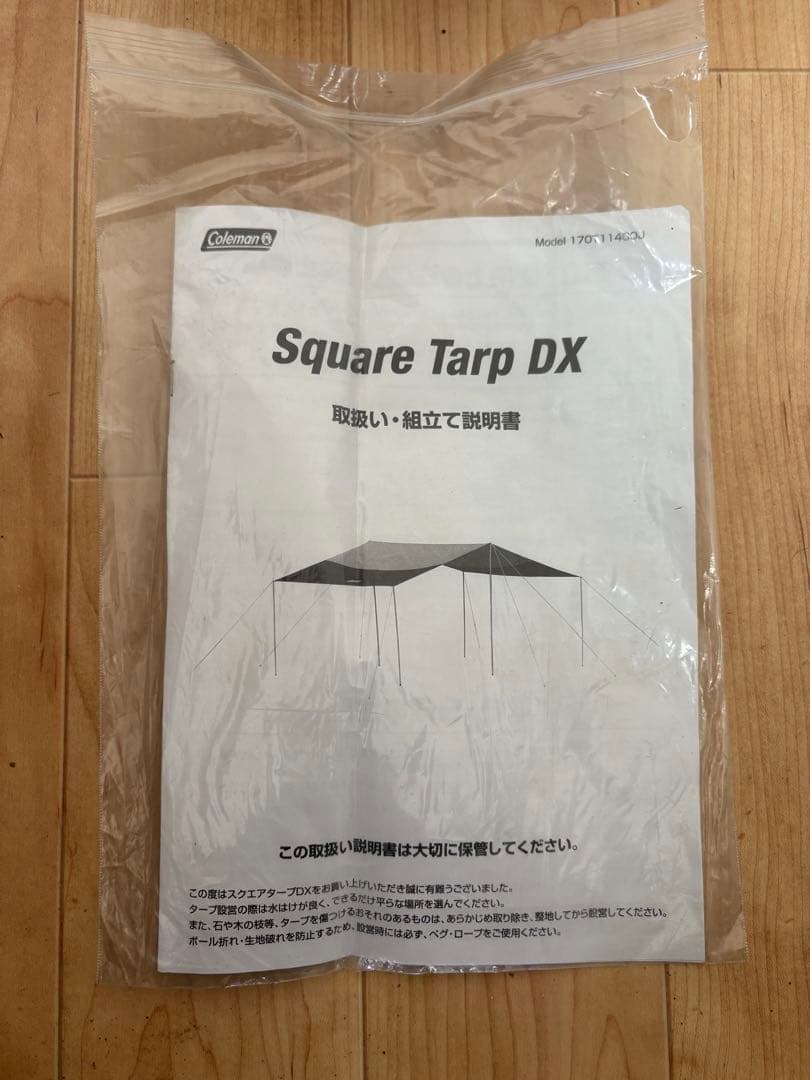 Coleman
Model
Square Tarp DX
取扱い・組立て説明書
この取扱い説明書は大切に保管してください。
この度はスクエアタープDXをお買い上げいただき誠に有難うございました。
タープ設営の際は水はけが良く、できるだけ平らな場所を選んでください。
また、石や木の枝等、タープを傷つけるおそれのあるものは、あらかじめ取り除き、整地してから設営してください。
ポール折れ・生地破れを防止するため、設営時には必ず、ペグ・ロープをご使用ください。